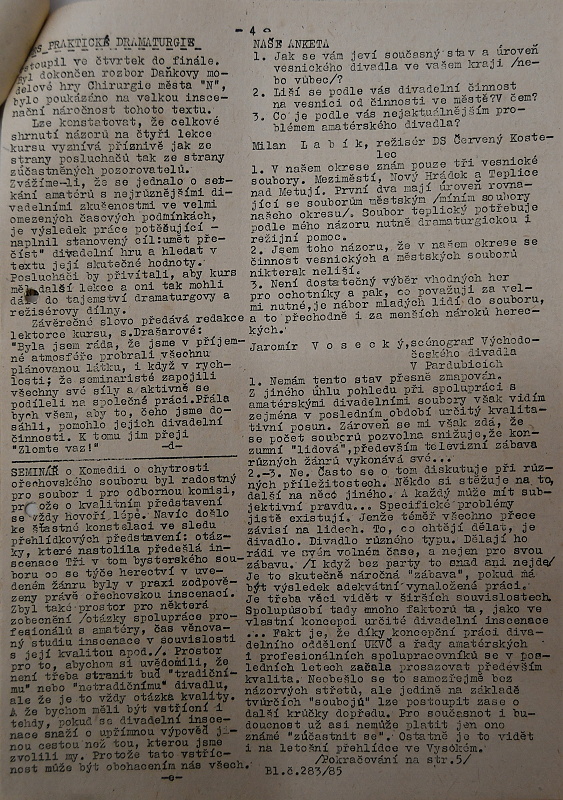 - 4 -
PRAKTICKÉ DRAMATURGIE
stoupil ve čtvrtek do finále.
Byl dokončen rozbor Daňkovy mo-
delové hry Chirurgie města "N",
bylo poukázáno na velkou insce-
nační náročnost tohoto textu.
Lze konstatovat, že celkové
shrnutí názorů na čtyři lekce
kursu vyznívá příznivě jak ze
strany posluchačů tak ze strany
zúčastněných pozorovatelů.
Zvážíme-li, že se jednalo o set-
kání amatérů s nejrůznějšími di-
vadelními zkušenostmi ve velmi
omezených časových podmínkách,
je výsledek práce potěšující -
naplnil stanovený cíl:umět "pře-
číst" divadelní hru a hledat v
textu její skutečné hodnoty.
Posluchači by přivítali, aby kurs
měl další lekce a oni tak mohli
dál do tajemství dramaturgovy a
režisérovy dílny.
Závěrečné slovo předává redakce
lektorce kursu, s.Drašarové:
"Byla jsem ráda, že jsme v příjem-
né atmosféře probrali všechnu
plánovanou látku, i když v rych-
losti; že seminaristé zapojili
všechny své síly a aktivně se
podíleli na společné práci.Přála
bych všem, aby to, čeho jsme do-
sáhli, pomohlo jejich divadelní
činnosti. K tomu jim přeji
"Zlomte vaz!" -d-
SEMINÁŘ o Komedii o chytrosti
ořechovského souboru byl radostný
pro soubor i pro odbornou komisi,
protože o kvalitním představení
se vždy hovoří lépe. Navíc došlo
ke šťastné konstelaci ve sledu
přehlídkových představení: otáz-
ky, které nastolila předešlá in-
scenace Tří v tom bysterského sou-
boru co se týče herectví v uve-
deném žánru byly v praxi zodpově-
zeny právě ořechovskou inscenací.
Zbyl také prostor pro některá
zobecnění /otázky spolupráce pro-
fesionálů s amatéry, čas věnova-
ný studiu inscenace v souvislosti
s její kvalitou apod./. Prostor
pro to, abychom si uvědomili, že
není třeba stranit buď "tradiční-
mu" nebo "netradičnímu" divadlu,
ale že je to vždy otázka kvality.
A že bychom měli být vstřícní i
tehdy, pokud se divadelní insce-
nace snaží o upřímnou výpověď ji-
nou cestou než tou, kterou jsme
zvolili my. Protože tato vstříc-
nost může být obohacením nás všech.
-e-
NAŠE ANKETA
1. Jak se vám jeví současný stav a úroveň
vesnického divadla ve vašem kraji /ne-
bo vůbec/?
2. Liší se podle vás divadelní činnost
na vesnici od činnosti ve městě?V čem?
3. Co je podle vás nejaktuálnějším pro-
blémem amatérského divadla?
Milan L a b í k, režisér DS Červený Koste-
lec
1. V našem okrese znám pouze tři vesnické
soubory. Meziměstí, Nový Hrádek a Teplice
nad Metují. První dva mají úroveň rovna-
jící se souborům městským /míním soubory
našeho okresu/. Soubor teplický potřebuje
podle mého názoru nutně dramaturgickou i
režijní pomoc.
2. Jsem toho názoru, že v našem okrese se
činnost vesnických a městských souborů
nikterak neliší.
3. Není dostatečný výběr vhodných her
pro ochotníky a pak, co považuji za vel-
mi nutné,je nábor mladých lidí do souboru,
a to přechodně i za menších nároků herec-
kých.
Jaromír V o s e c k ý,scénograf Východo-
českého divadla
v Pardubicích
1. Nemám tento stav přesně zmapován.
Z jiného úhlu pohledu při spolupráci s
amatérskými divadelními soubory však vidím
zejména v posledním období určitý kvalita-
tivní posun. Zároveň se mi však zdá, že
se počet souborů pozvolna snižuje,že kon-
zumní "lidová",především televizní zábava
různých žánrů vykonává své...
2.-3. Ne. Často se o tom diskutuje při růz-
ných příležitostech. Někdo si stěžuje na to,
další na něco jiného. A každý může mít sub-
jektivní pravdu... Specifické problémy
jistě existují. Jenže téměř všechno přece
závisí na lidech. To, co chtějí dělat, je
divadlo. Divadlo různého typu. Dělají ho
rádi ve svém volném čase, a nejen pro svou
zábavu. /I když bez party to snad ani nejde/
Je to skutečně náročná "zábava", pokud má
být výsledek adekvátní vynaložené práci.
Je třeba věci vidět v širších souvislostech.
Spolupůsobí tady mnoho faktorů ta, jako ve
vlastní koncepci určité divadelní inscenace
... Fakt je, že díky koncepční práci diva-
delního oddělení ÚKVČ a řady amatérských
i profesionálních spolupracovníků se v po-
sledních letech začala prosazovat především
kvalita. Neobešlo se to samozřejmě bez
názorových střetů, ale jedině na základě
tvůrčích "soubojů" lze postoupit zase o
další krůčky dopředu. Pro současnost i bu-
doucnost už asi nemůže platit jen ono
známé "zúčastnit se". Ostatně je to vidět
i na letošní přehlídce ve Vysokém.
/Pokračování na str.5/
Bl.č.283/85